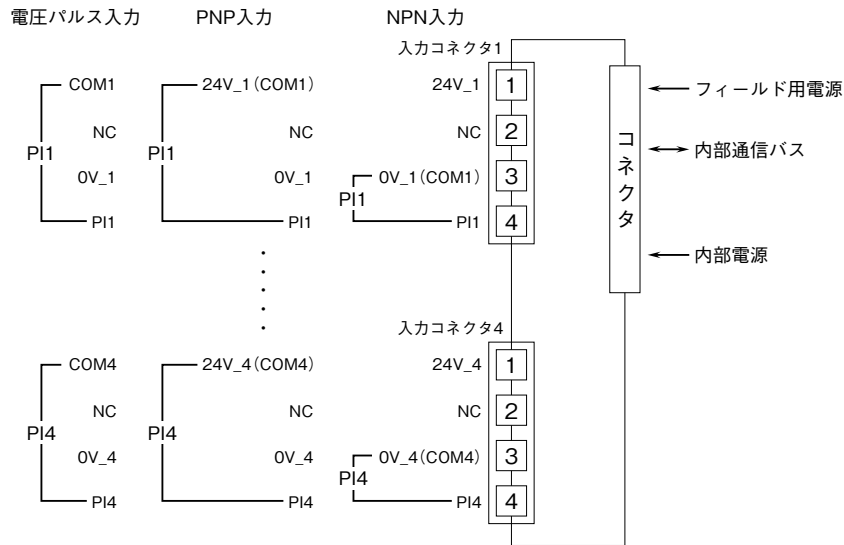 電圧パルス入力 PNP入力 NPN入力
入力コネクタ1
COM1 24V_1(COM1) 24V_1 1
NC NC NC 2
PI1 PI1
0V_1 0V_1 0V_1(COM1) 3
PI1
PI1 PI1 PI1 4
コネクタ
フィールド用電源
内部通信バス
内部電源
入力コネクタ4
COM4 24V_4(COM4) 24V_4 1
NC NC NC 2
PI4 PI4
0V_4 0V_4 0V_4(COM4) 3
PI4
PI4 PI4 PI4 4